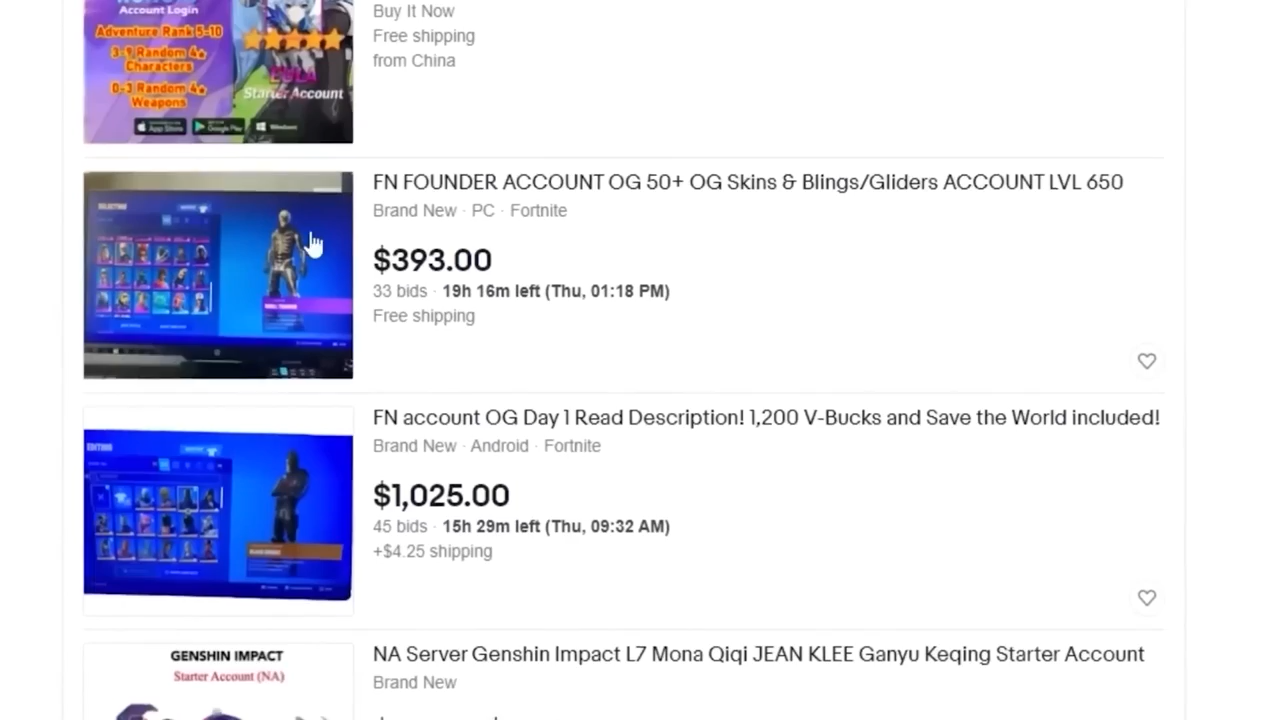 Account Login
Adventure Rank 5-10
Random 4★
Characters
0-3 Random 4★
Weapons
Starter Account
App Store
Google Play
Windows
Buy It Now
Free shipping
from China
FN FOUNDER ACCOUNT OG 50+ OG Skins & Blings/Gliders ACCOUNT LVL 650
Brand New · PC · Fortnite
$393.00
33 bids · 19h 16m left (Thu, 01:18 PM)
Free shipping
FN account OG Day 1 Read Description! 1,200 V-Bucks and Save the World included!
Brand New · Android · Fortnite
$1,025.00
45 bids · 15h 29m left (Thu, 09:32 AM)
+$4.25 shipping
GENSHIN IMPACT
Starter Account (NA)
NA Server Genshin Impact L7 Mona Qiqi JEAN KLEE Ganyu Keqing Starter Account
Brand New